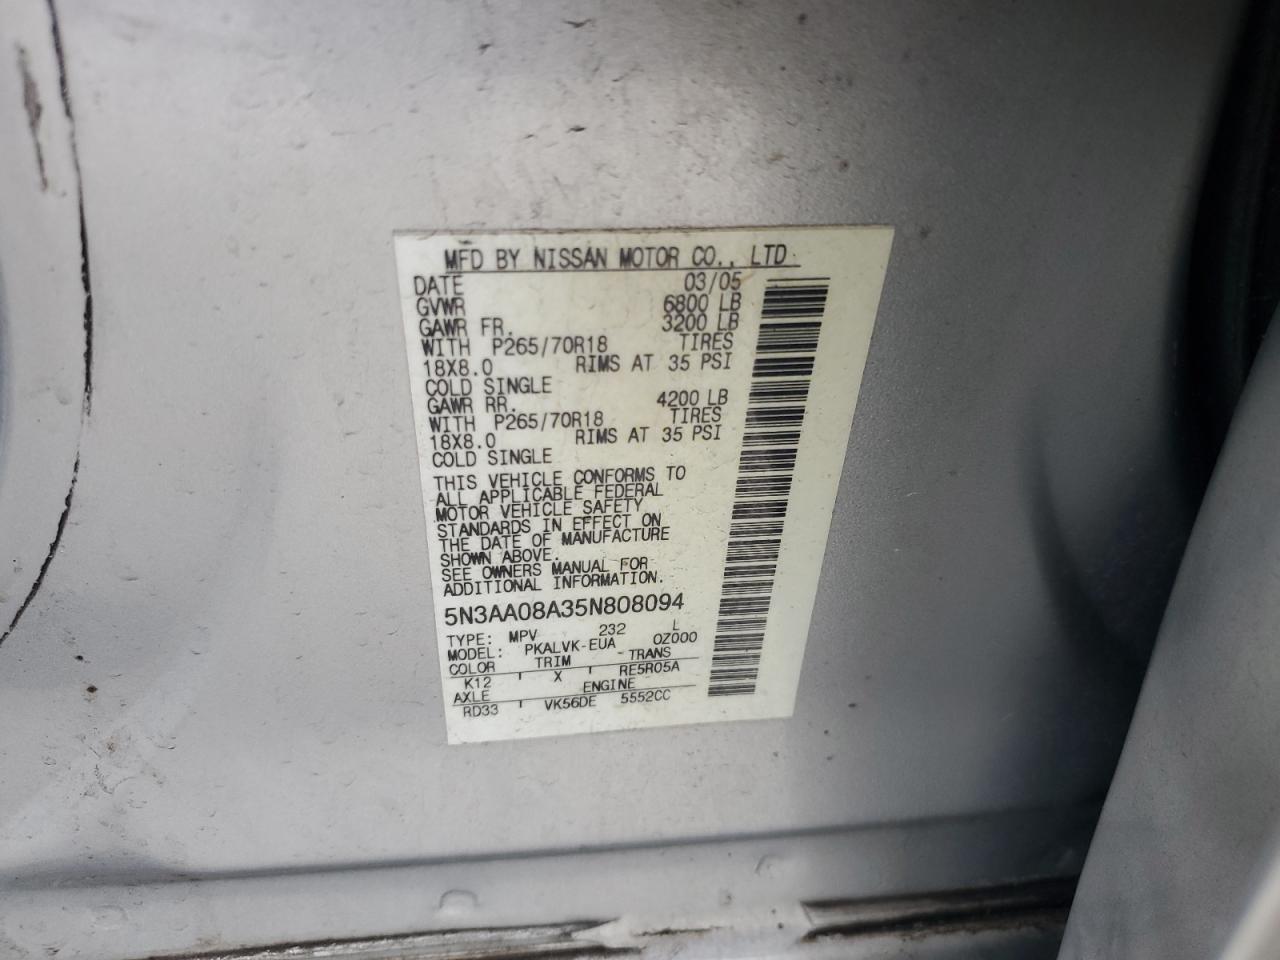 MFD BY NISSAN MOTOR CO., LTD
DATE 03/05
GVWR 6800 LB
GAWR FR. 3200 LB
WITH P265/70R18 TIRES
18X8.0 RIMS AT 35 PSI
COLD SINGLE
GAWR RR. 4200 LB
WITH P265/70R18 TIRES
18X8.0 RIMS AT 35 PSI
COLD SINGLE
THIS VEHICLE CONFORMS TO
ALL APPLICABLE FEDERAL
MOTOR VEHICLE SAFETY
STANDARDS IN EFFECT ON
THE DATE OF MANUFACTURE
SHOWN ABOVE.
SEE OWNERS MANUAL FOR
ADDITIONAL INFORMATION.
5N3AA08A35N808094
TYPE: MPV 232 L
MODEL: PKALVK-EUA 0Z000
COLOR TRIM TRANS
K12 X RE5R05A
AXLE ENGINE
RD33 VK56DE 5552CC